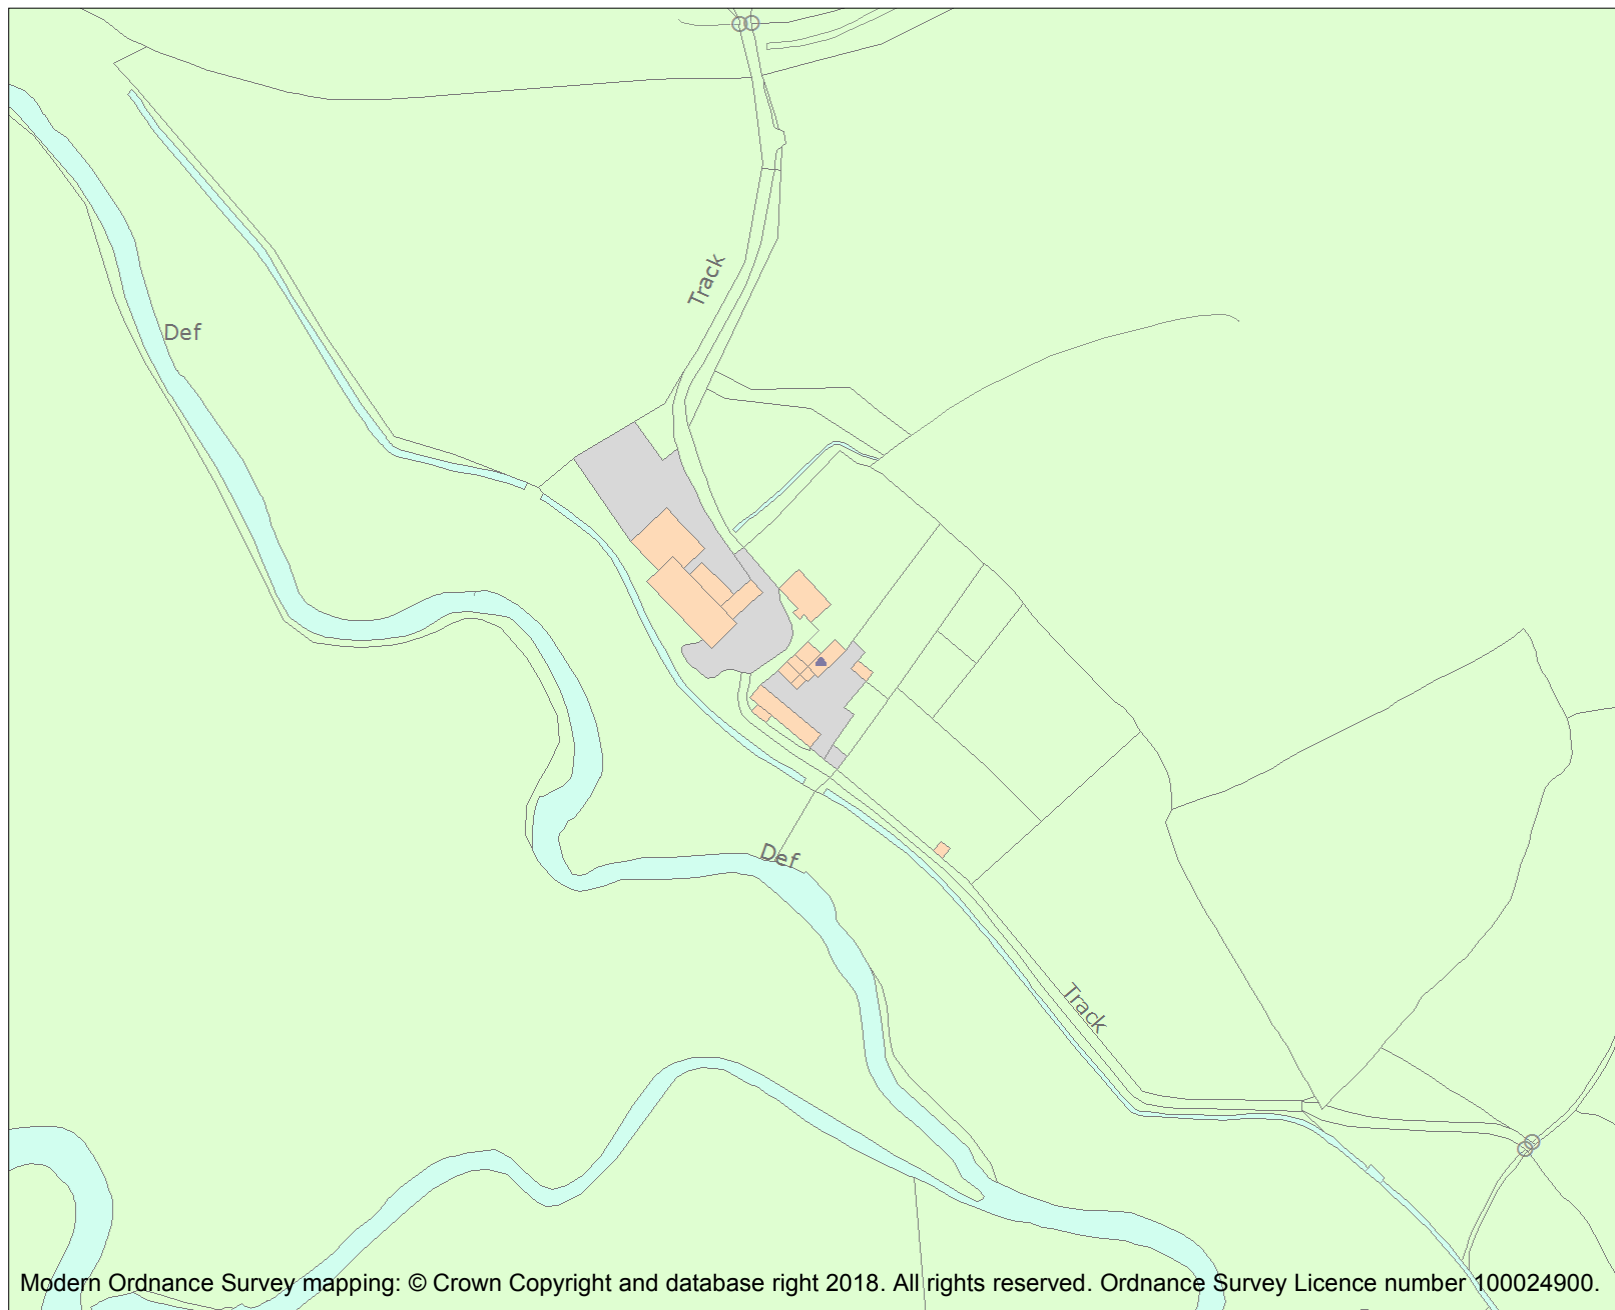 Track
Def
Def
Track
Modern Ordnance Survey mapping: © Crown Copyright and database right 2018. All rights reserved. Ordnance Survey Licence number 100024900.